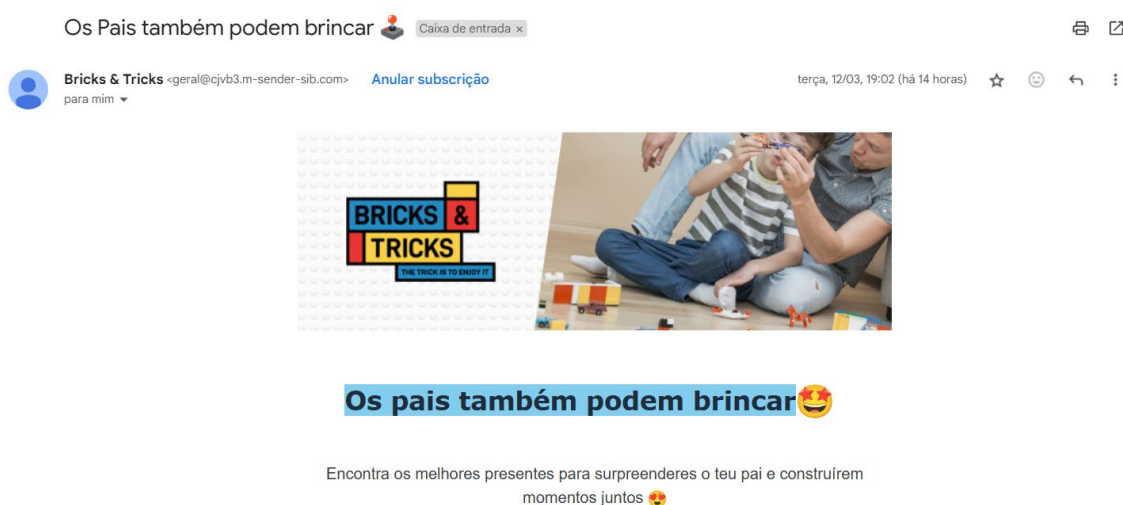 Os Pais também podem brincar 🕹️ Caixa de entrada ×
Bricks & Tricks <geral@cjvb3.m-sender-sib.com> Anular subscrição terça, 12/03, 19:02 (há 14 horas)
para mim
BRICKS &
TRICKS
THE TRICK IS TO ENJOY IT
Os pais também podem brincar🤩
Encontra os melhores presentes para surpreenderes o teu pai e construírem
momentos juntos 😍